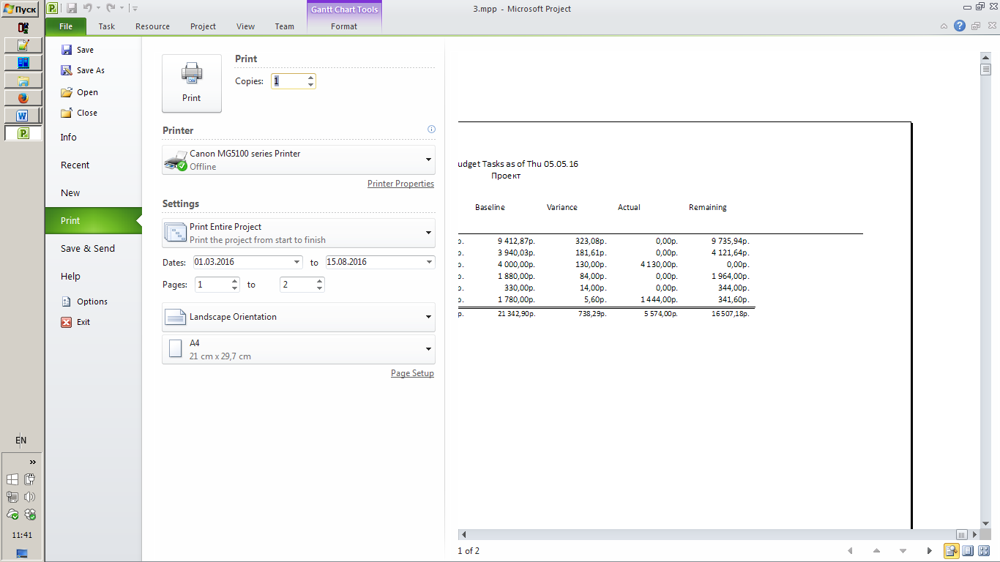 Пуск
3.mpp - Microsoft Project
Gantt Chart Tools
File Task Resource Project View Team Format
Save
Save As
Open
Close
Info
Recent
New
Print
Save & Send
Help
Options
Exit
Print
Print
Copies: 1
Printer
Canon MG5100 series Printer
Offline
Printer Properties
Settings
Print Entire Project
Print the project from start to finish
Dates: 01.03.2016 to 15.08.2016
Pages: 1 to 2
Landscape Orientation
A4
21 cm x 29,7 cm
Page Setup
udget Tasks as of Thu 05.05.16
Проект
Baseline Variance Actual Remaining
р. 9 412,87р. 323,08р. 0,00р. 9 735,94р.
р. 3 940,03р. 181,61р. 0,00р. 4 121,64р.
р. 4 000,00р. 130,00р. 4 130,00р. 0,00р.
р. 1 880,00р. 84,00р. 0,00р. 1 964,00р.
р. 330,00р. 14,00р. 0,00р. 344,00р.
р. 1 780,00р. 5,60р. 1 444,00р. 341,60р.
р. 21 342,90р. 738,29р. 5 574,00р. 16 507,18р.
1 of 2
EN
11:41